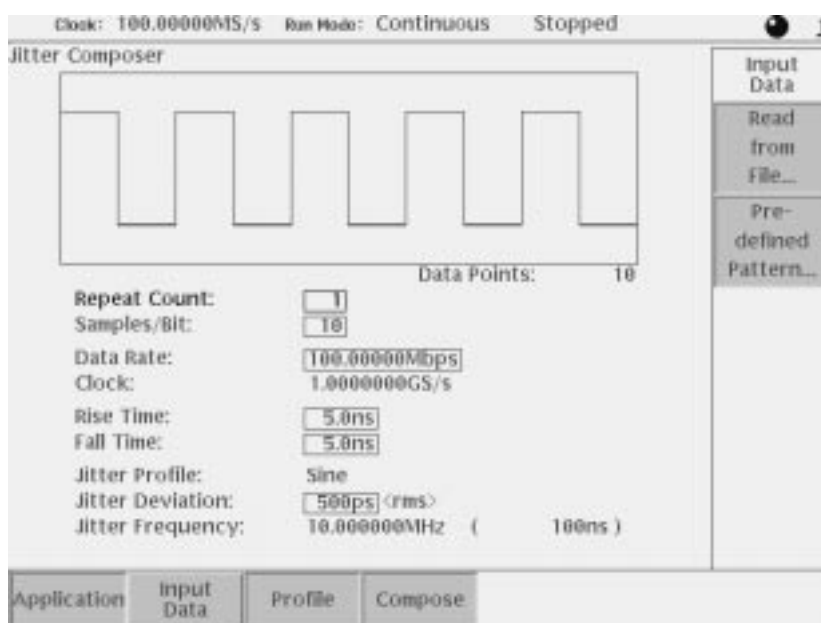 Clock: 100.00000MS/s Run Mode: Continuous Stopped
Jitter Composer
Input
Data
Read
from
File...
Pre-
defined
Pattern...
Data Points: 10
Repeat Count: 1
Samples/Bit: 10
Data Rate: 100.00000Mbps
Clock: 1.0000000GS/s
Rise Time: 5.0ns
Fall Time: 5.0ns
Jitter Profile: Sine
Jitter Deviation: 500ps <rms>
Jitter Frequency: 10.000000MHz ( 100ns )
Application Input Data Profile Compose